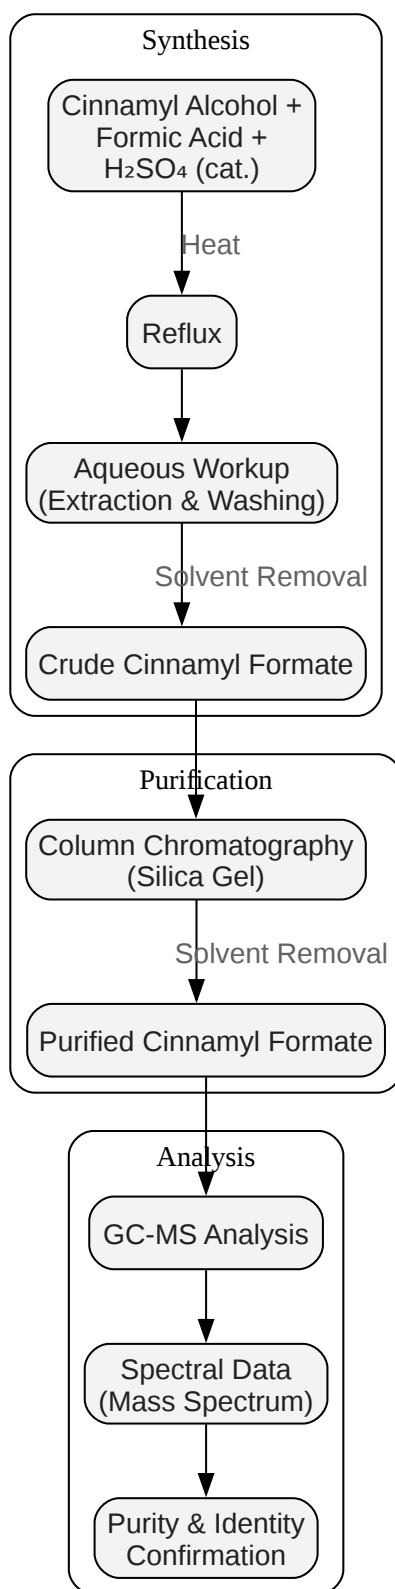 Synthesis
Cinnamyl Alcohol +
Formic Acid +
H₂SO₄ (cat.)
Heat
Reflux
Aqueous Workup
(Extraction & Washing)
Solvent Removal
Crude Cinnamyl Formate
Purification
Column Chromatography
(Silica Gel)
Solvent Removal
Purified Cinnamyl Formate
Analysis
GC-MS Analysis
Spectral Data
(Mass Spectrum)
Purity & Identity
Confirmation